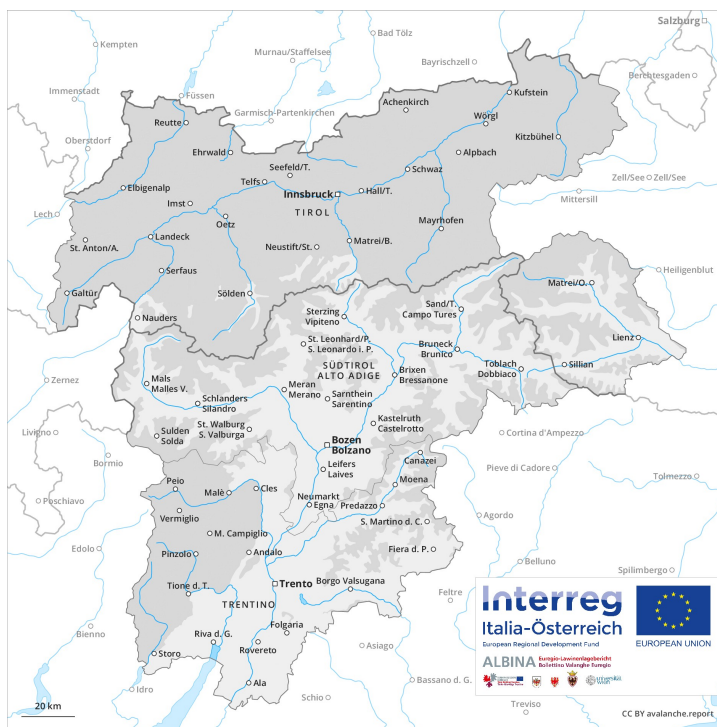 Salzburg
Kempten
Bad Tölz
Murnau/Staffelsee
Bayrischzell
Berchtesgaden
Immenstadt
Füssen
Kufstein
Garmisch-Partenkirchen
Achenkirch
Reutte
Wörgl
Oberstdorf
Ehrwald
Kitzbühel
Alpbach
Seefeld/T.
Telfs
Schwaz
Zell/See
Zell/See
Elbigenalp
Innsbruck
Hall/T.
Mittersill
Imst
TIROL
Lech
Oetz
Mayrhofen
Landeck
Neustift/St.
Matrei/B.
St. Anton/A.
Serfaus
Heiligenblut
Galtür
Sölden
Matrei/O.
Nauders
Sand/T.
Campo Tures
Sterzing
Vipiteno
Lienz
St. Leonhard/P.
S. Leonardo i. P.
Bruneck
Brunico
Toblach
Dobbiaco
Sillian
SÜDTIROL
ALTO ADIGE
Brixen
Bressanone
Zernez
Mals
Malles V.
Meran
Merano
Schlanders
Silandro
Sarnthein
Sarentino
St. Walburg
S. Valburga
Kastelruth
Castelrotto
Livigno
Sulden
Solda
Cortina d'Ampezzo
Bozen
Bolzano
Canazei
Bormio
Leifers
Laives
Pieve di Cadore
Tolmezzo
Peio
Malè
Cles
Moena
Poschiavo
Neumarkt
Egna
Predazzo
Vermiglio
Agordo
S. Martino d. C.
M. Campiglio
Edolo
Pinzolo
Andalo
Fiera d. P.
Belluno
Spilimbergo
Trento
Borgo Valsugana
Tione d. T.
Feltre
TRENTINO
Folgaria
Bienno
Riva d. G.
Rovereto
Asiago
Storo
Idro
Ala
Bassano d. G.
Schio
Treviso
20 km
Interreg
Italia-Österreich
European Regional Development Fund
EUROPEAN UNION
ALBINA
Euregio-Lawinenlagebericht
Bollettino Valanghe Euregio
universität
wien
CC BY avalanche.report